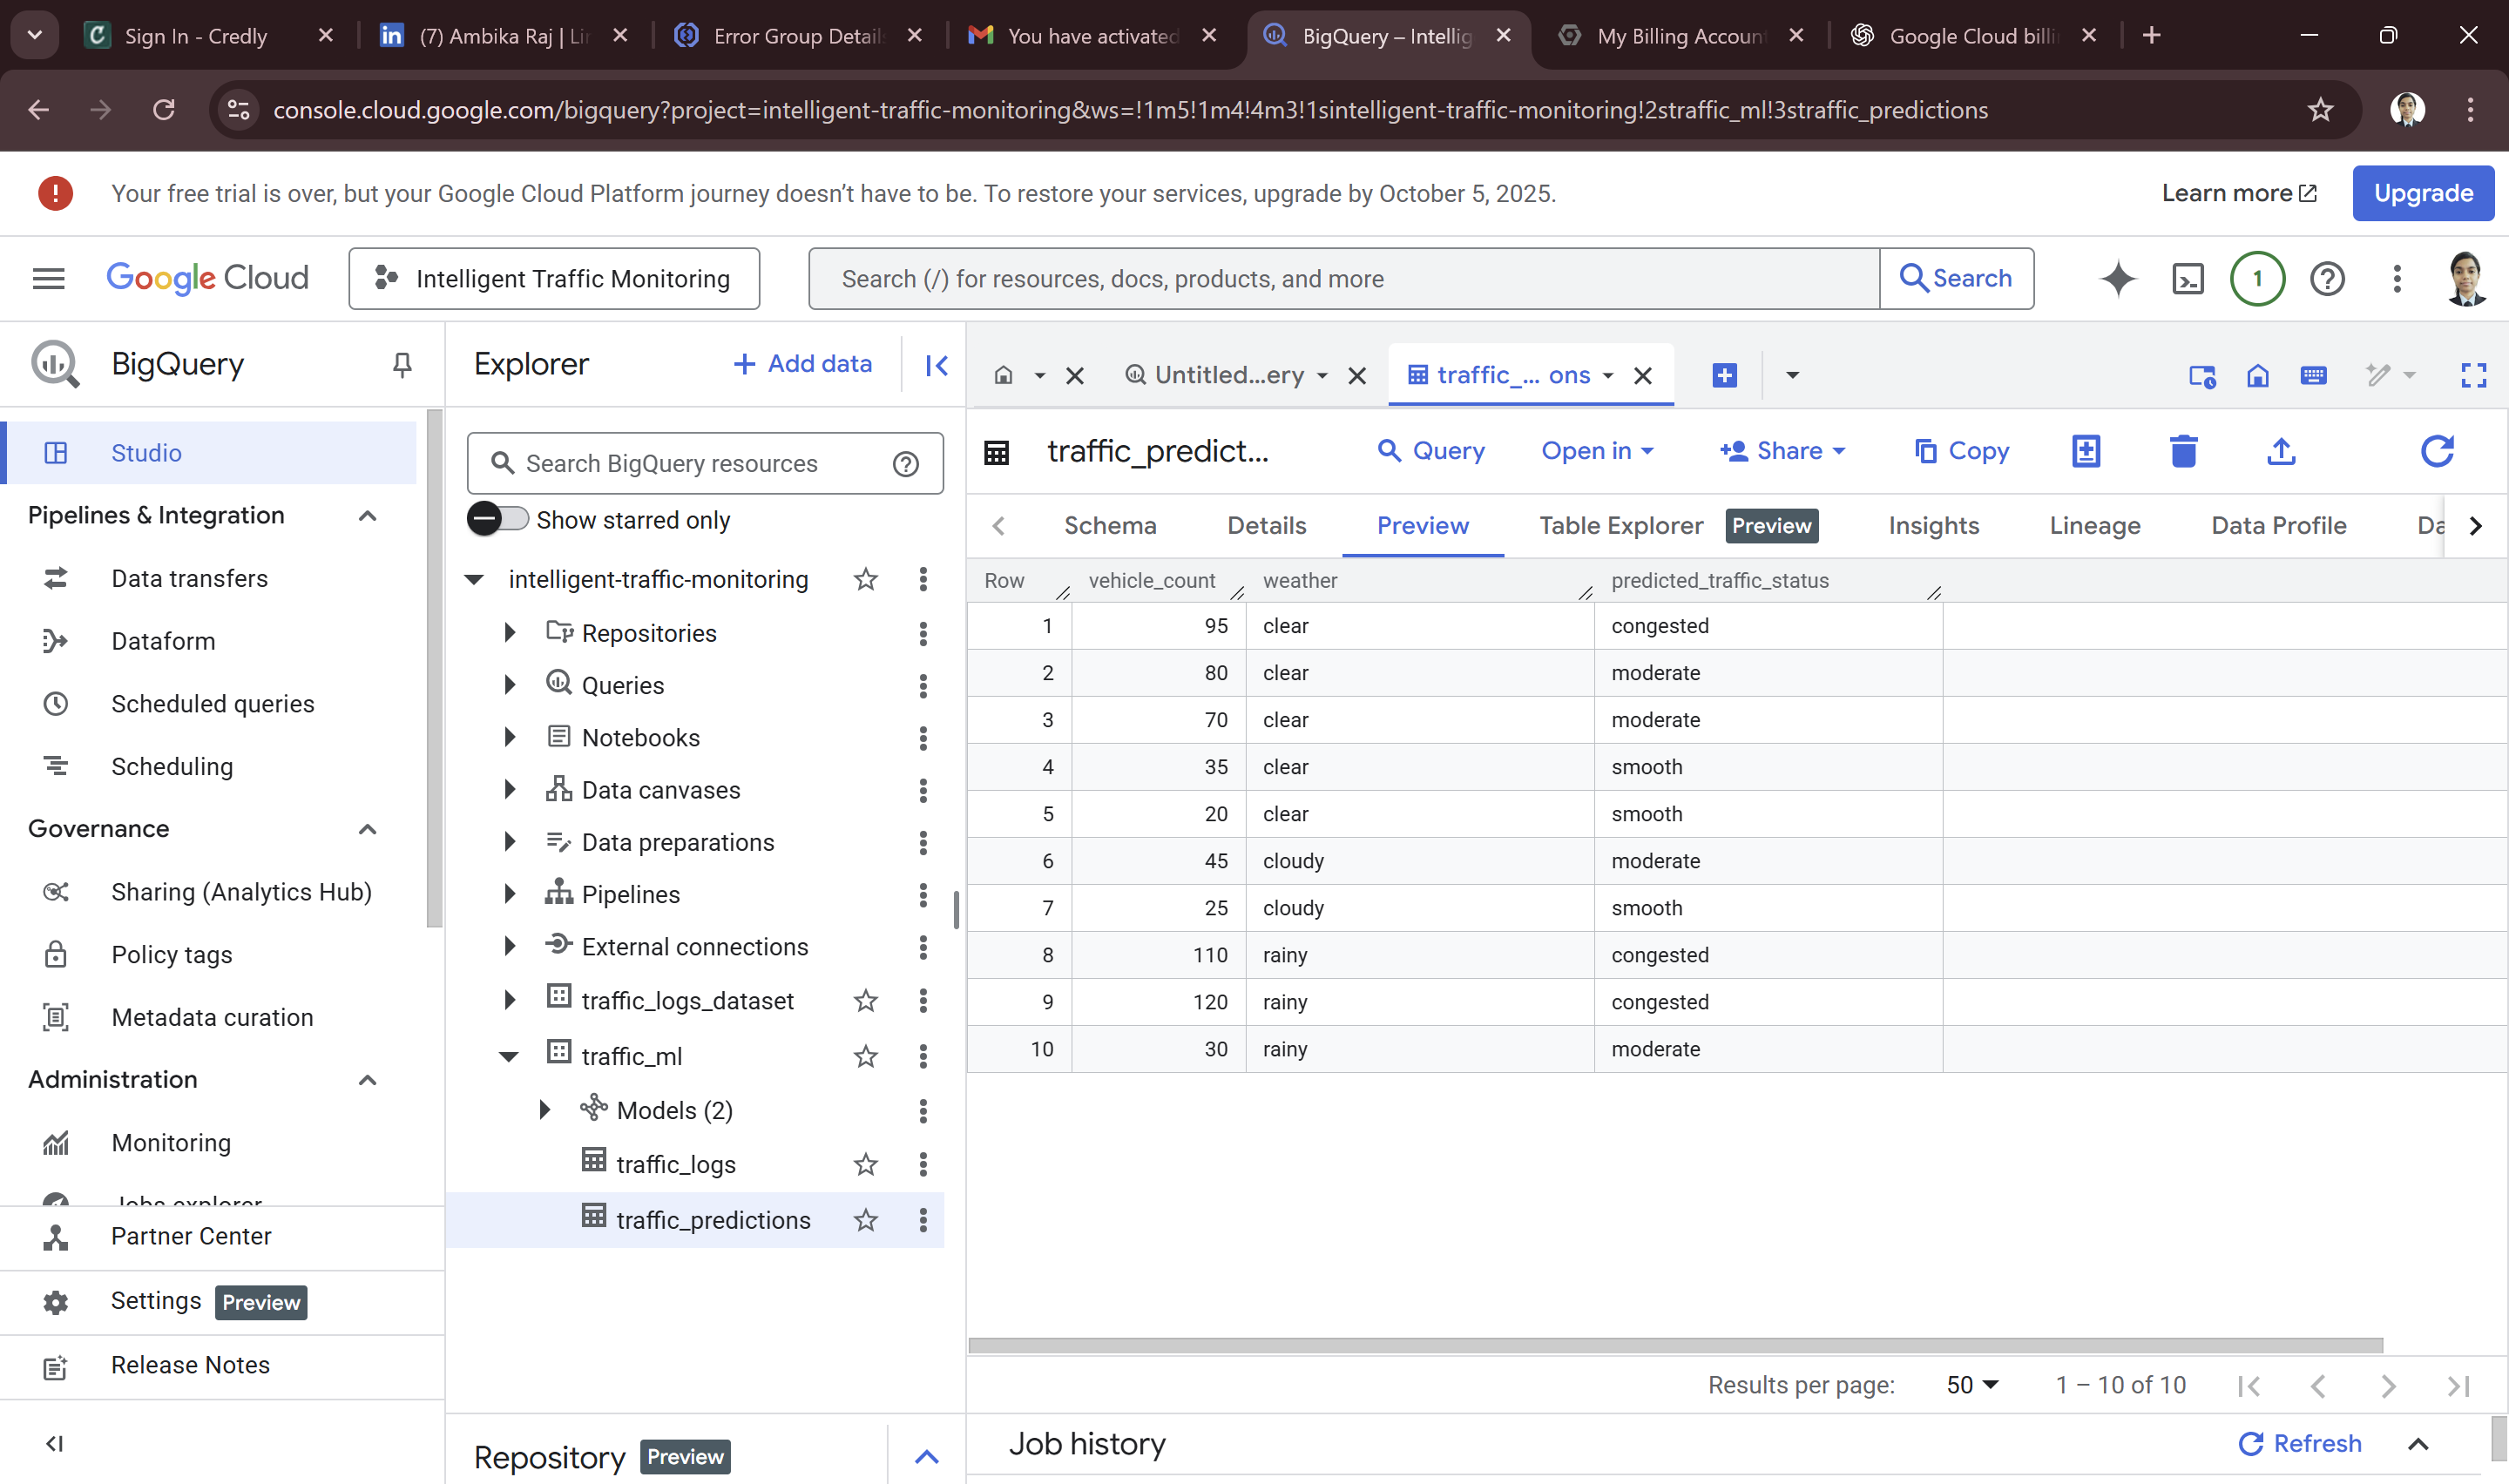 Sign In - Credly
(7) Ambika Raj | Li
Error Group Detail
You have activated
BigQuery – Intellig
My Billing Accoun
Google Cloud billi
console.cloud.google.com/bigquery?project=intelligent-traffic-monitoring&ws=!1m5!1m4!4m3!1sintelligent-traffic-monitoring!2straffic_ml!3straffic_predictions
Your free trial is over, but your Google Cloud Platform journey doesn’t have to be. To restore your services, upgrade by October 5, 2025.
Learn more
Upgrade
Google Cloud
Intelligent Traffic Monitoring
Search (/) for resources, docs, products, and more
Search
1
BigQuery
Studio
Pipelines & Integration
Data transfers
Dataform
Scheduled queries
Scheduling
Governance
Sharing (Analytics Hub)
Policy tags
Metadata curation
Administration
Monitoring
Jobs explorer
Partner Center
Settings Preview
Release Notes
Explorer
+ Add data
Search BigQuery resources
Show starred only
intelligent-traffic-monitoring
Repositories
Queries
Notebooks
Data canvases
Data preparations
Pipelines
External connections
traffic_logs_dataset
traffic_ml
Models (2)
traffic_logs
traffic_predictions
Repository Preview
Untitled...ery
traffic_... ons
traffic_predict...
Query
Open in
Share
Copy
Schema
Details
Preview
Table Explorer Preview
Insights
Lineage
Data Profile
Da
Row vehicle_count weather predicted_traffic_status
1 95 clear congested
2 80 clear moderate
3 70 clear moderate
4 35 clear smooth
5 20 clear smooth
6 45 cloudy moderate
7 25 cloudy smooth
8 110 rainy congested
9 120 rainy congested
10 30 rainy moderate
Results per page: 50 1 – 10 of 10
Job history
Refresh